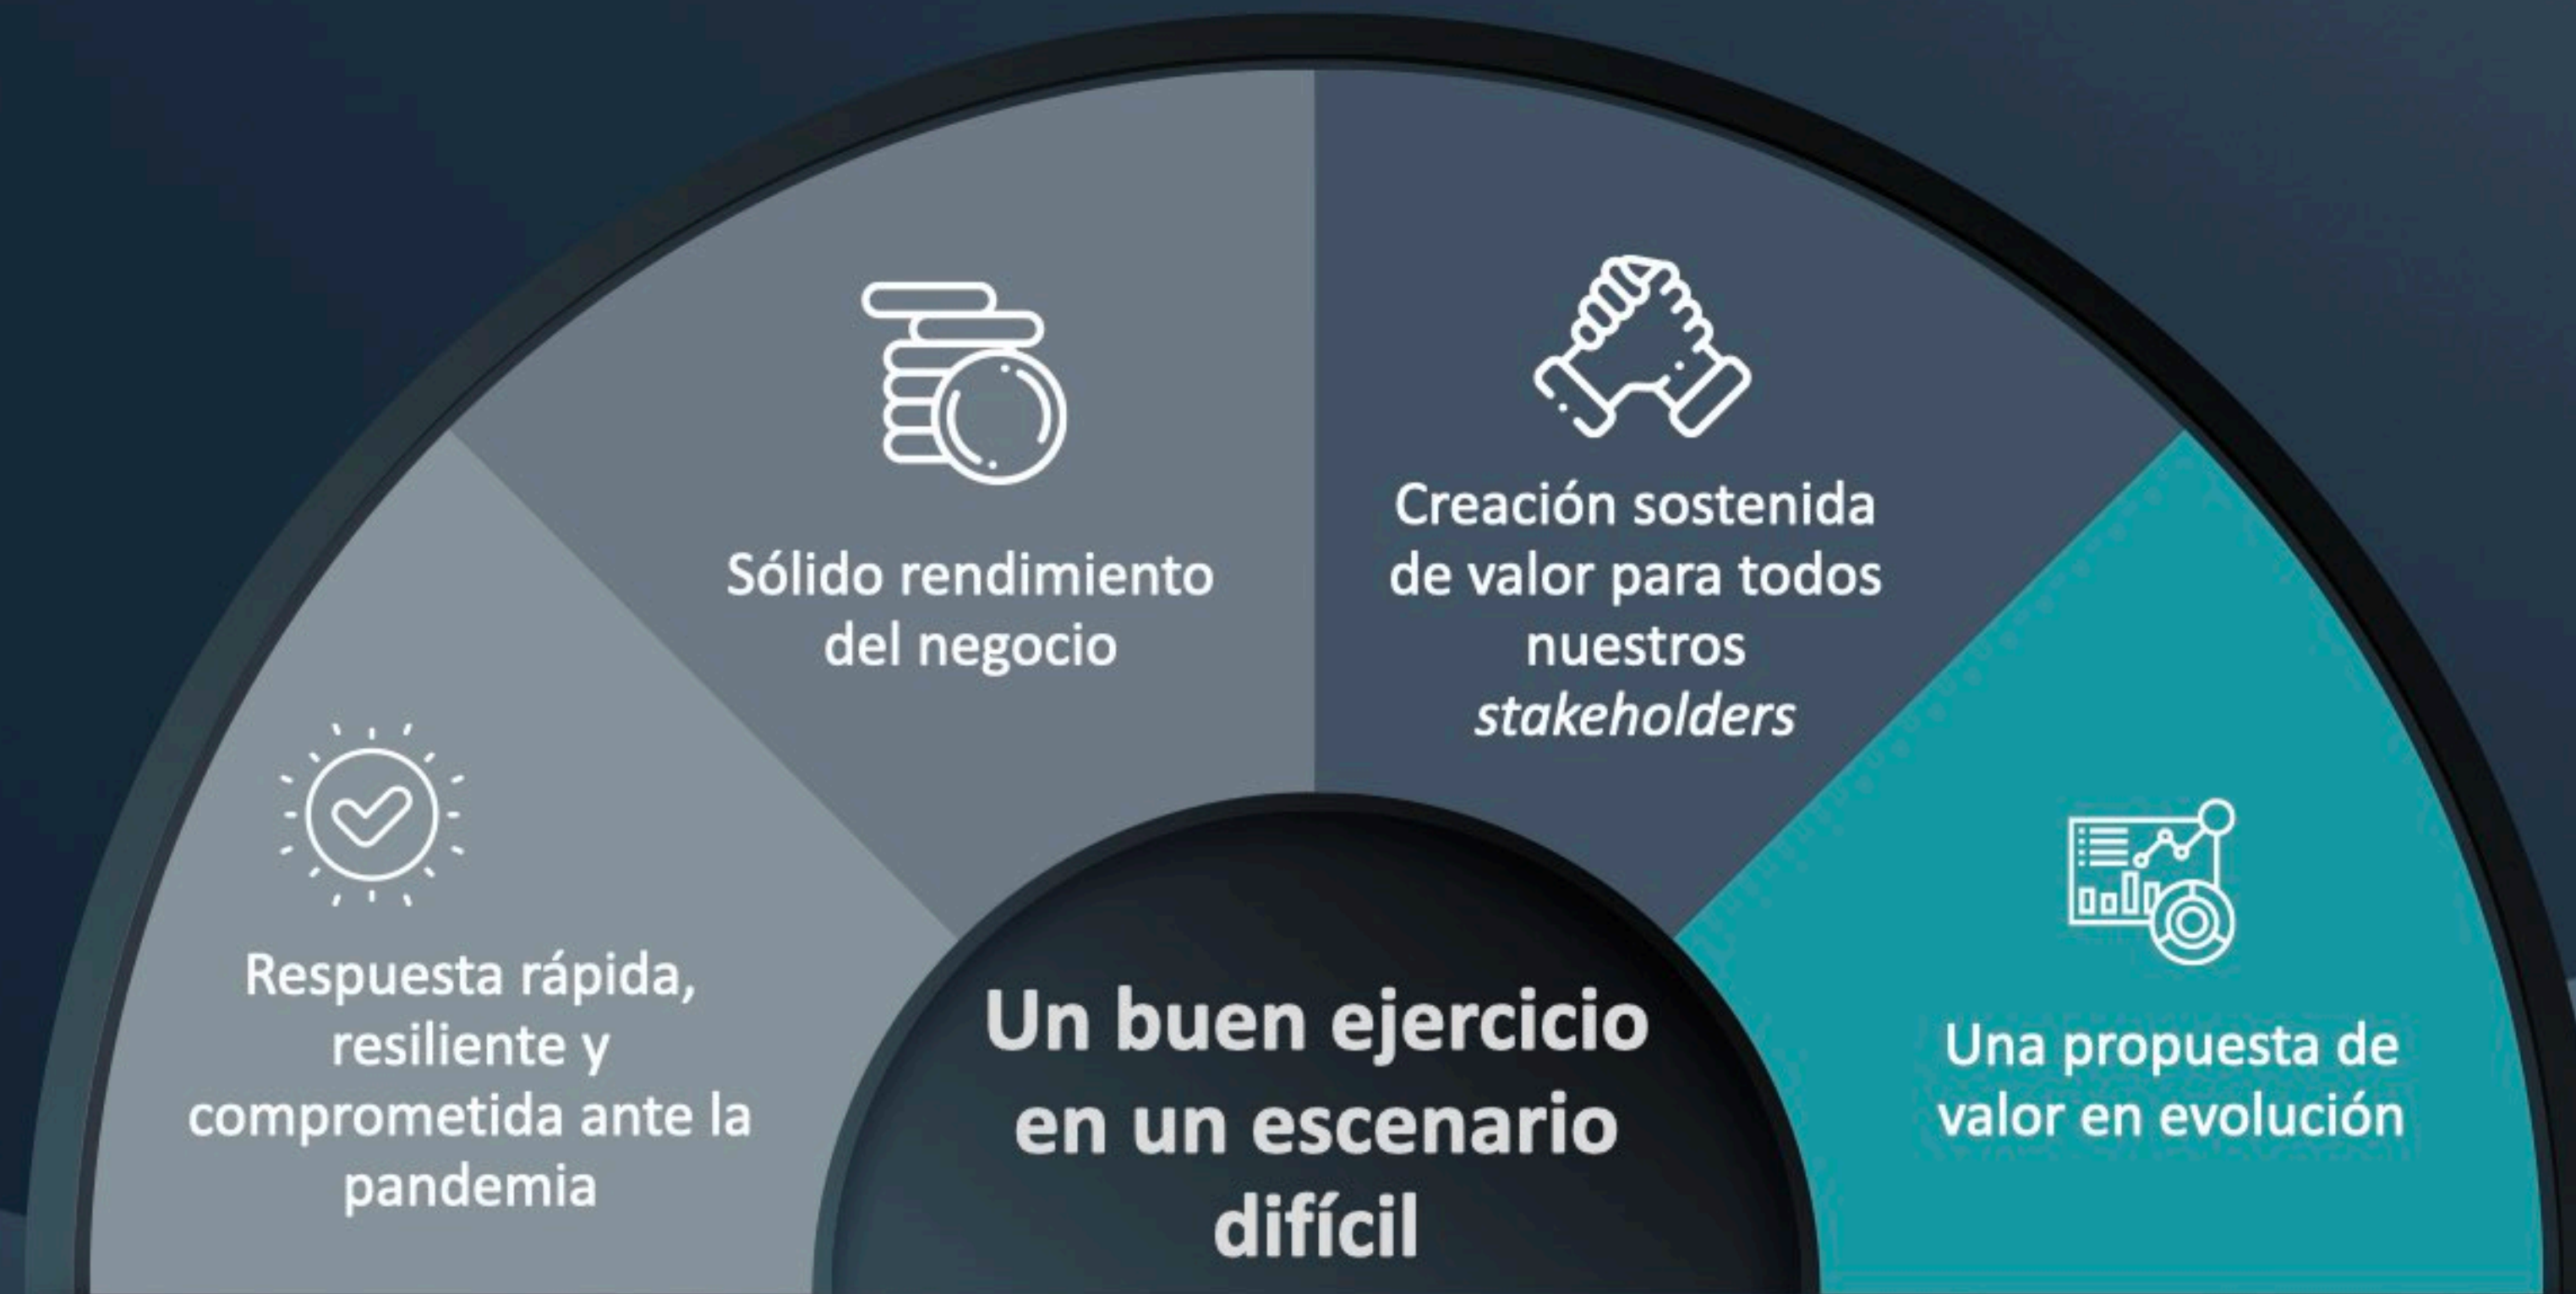 Respuesta rápida,
resiliente y
comprometida ante la
pandemia
Sólido rendimiento
del negocio
Creación sostenida
de valor para todos
nuestros
stakeholders
Una propuesta de
valor en evolución
Un buen ejercicio
en un escenario
difícil